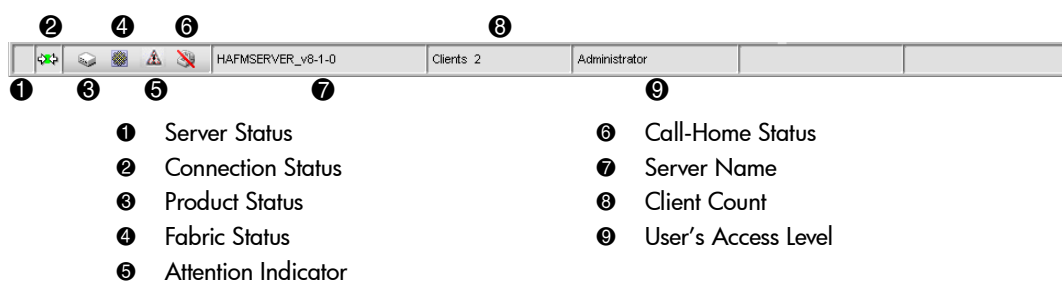 ❷ ❹ ❻ ❽
HAFMSERVER_v8-1-0 Clients 2 Administrator
❶ ❸ ❺ ❼ ❾
❶ Server Status
❷ Connection Status
❸ Product Status
❹ Fabric Status
❺ Attention Indicator
❻ Call-Home Status
❼ Server Name
❽ Client Count
❾ User's Access Level